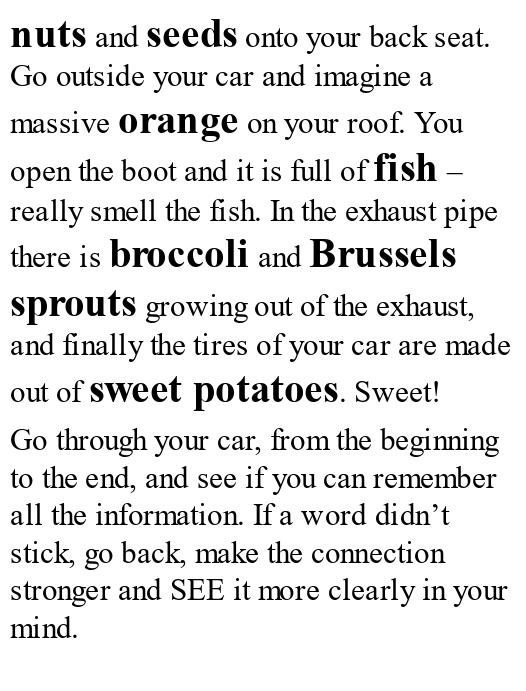 nuts and seeds onto your back seat.
Go outside your car and imagine a
massive orange on your roof. You
open the boot and it is full of fish –
really smell the fish. In the exhaust pipe
there is broccoli and Brussels
sprouts growing out of the exhaust,
and finally the tires of your car are made
out of sweet potatoes. Sweet!
Go through your car, from the beginning
to the end, and see if you can remember
all the information. If a word didn’t
stick, go back, make the connection
stronger and SEE it more clearly in your
mind.